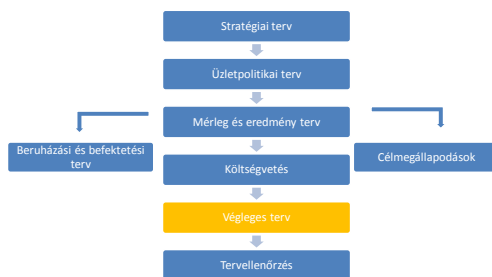 Stratégiai terv
Üzletpolitikai terv
Mérleg és eredmény terv
Beruházási és befektetési
terv
Költségvetés
Célmegállapodások
Végleges terv
Tervellenőrzés